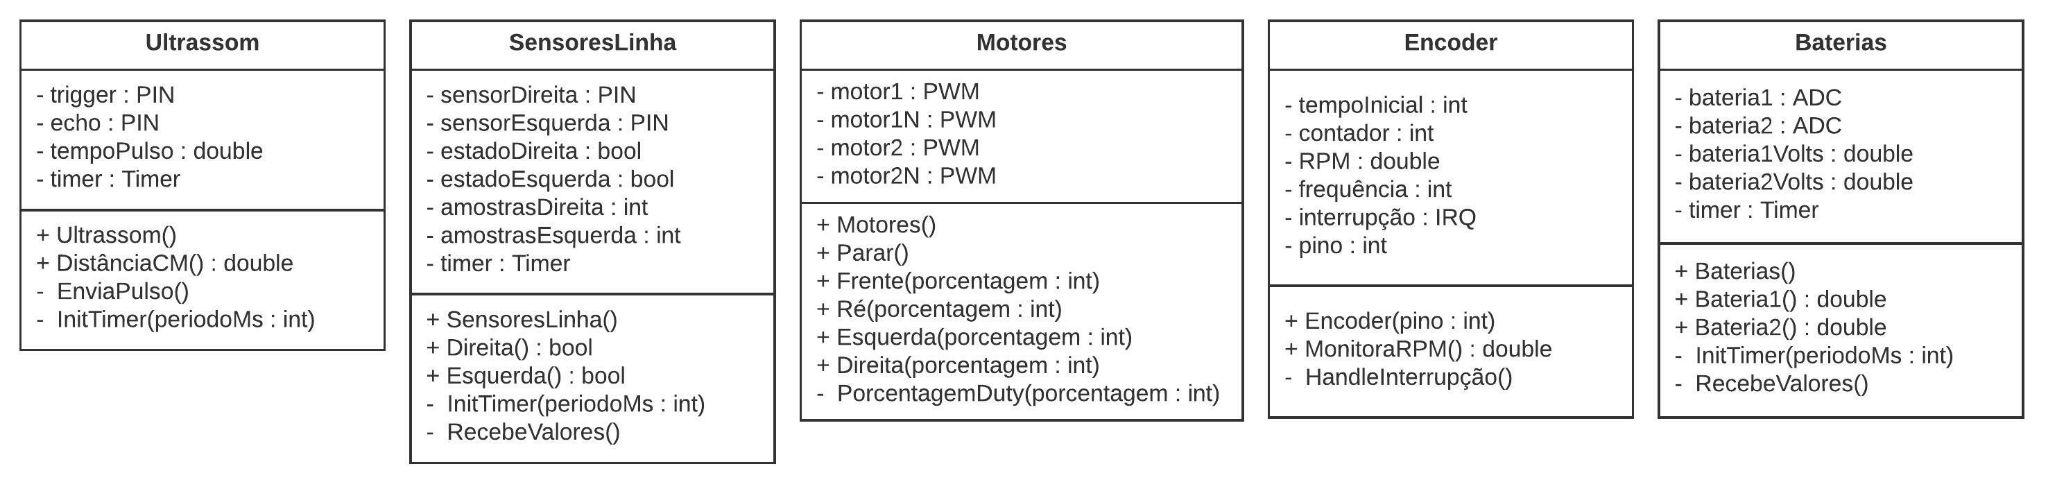 Ultrassom
- trigger : PIN
- echo : PIN
- tempoPulso : double
- timer : Timer
+ Ultrassom()
+ DistânciaCM() : double
- EnviaPulso()
- InitTimer(periodoMs : int)
SensoresLinha
- sensorDireita : PIN
- sensorEsquerda : PIN
- estadoDireita : bool
- estadoEsquerda : bool
- amostrasDireita : int
- amostrasEsquerda : int
- timer : Timer
+ SensoresLinha()
+ Direita() : bool
+ Esquerda() : bool
- InitTimer(periodoMs : int)
- RecebeValores()
Motores
- motor1 : PWM
- motor1N : PWM
- motor2 : PWM
- motor2N : PWM
+ Motores()
+ Parar()
+ Frente(porcentagem : int)
+ Ré(porcentagem : int)
+ Esquerda(porcentagem : int)
+ Direita(porcentagem : int)
- PorcentagemDuty(porcentagem : int)
Encoder
- tempoInicial : int
- contador : int
- RPM : double
- frequência : int
- interrupção : IRQ
- pino : int
+ Encoder(pino : int)
+ MonitoraRPM() : double
- HandleInterrupção()
Baterias
- bateria1 : ADC
- bateria2 : ADC
- bateria1Volts : double
- bateria2Volts : double
- timer : Timer
+ Baterias()
+ Bateria1() : double
+ Bateria2() : double
- InitTimer(periodoMs : int)
- RecebeValores()